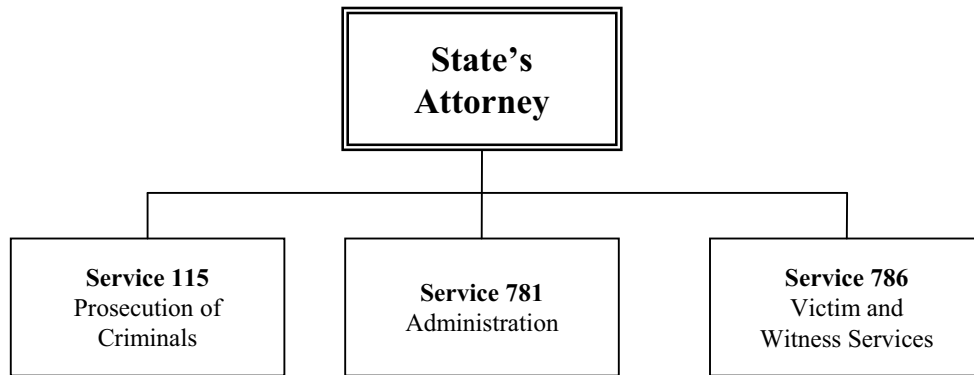 State’s
Attorney
Service 115
Prosecution of
Criminals
Service 781
Administration
Service 786
Victim and
Witness Services